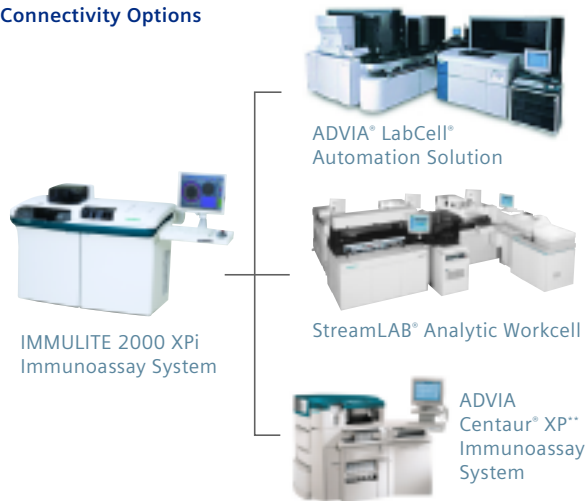 Connectivity Options
ADVIA® LabCell®
Automation Solution
IMMULITE 2000 XPi
Immunoassay System
StreamLAB® Analytic Workcell
ADVIA
Centaur® XP**
Immunoassay
System